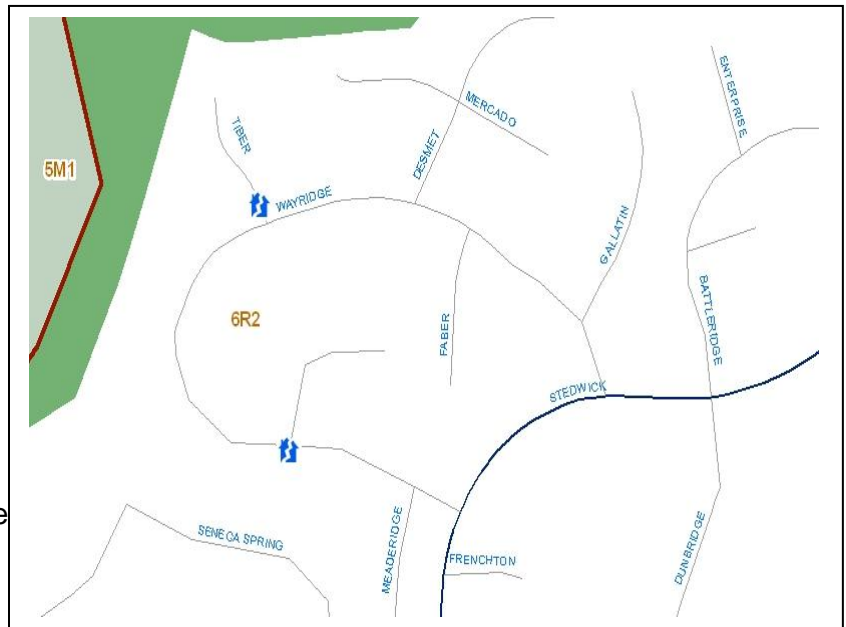 ENTERPRISE
MERCADO
TIBER
DESMET
5M1
WAYRIDGE
GALLATIN
BATTLERIDGE
6R2
FABER
STEDWICK
e
SENECA SPRING
MEADERIDGE
FRENCHTON
DUNBRIDGE